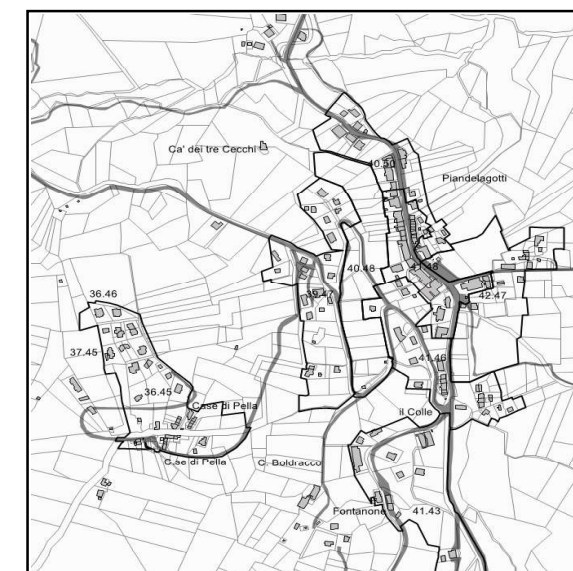 Ca' dei tre Cecchi
40.50
Piandelagotti
40.48
41.48
36.46
39.47
42.47
37.45
41.46
36.45
Case di Pella
il Colle
Case di Pella
C. Boldracco
Fontanone
41.43